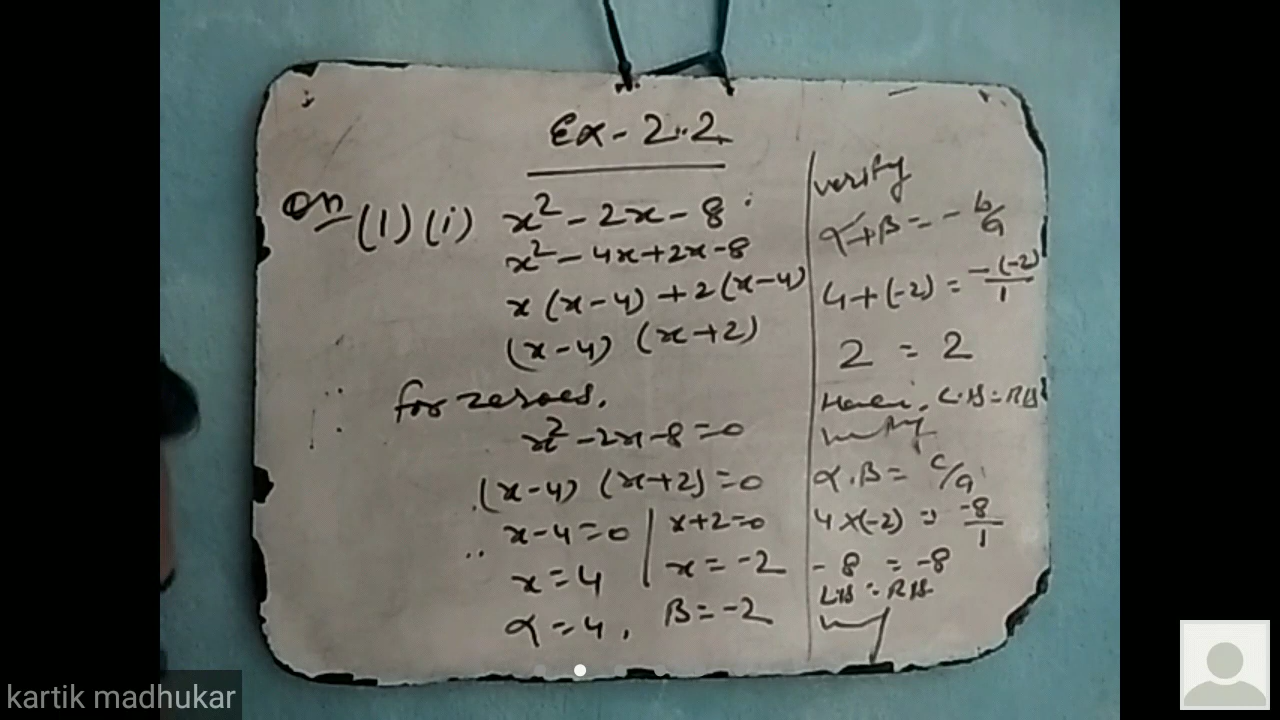 Ex - 2.2
Qn (1) (i) x² - 2x - 8
x² - 4x + 2x - 8
x (x - 4) + 2 (x - 4)
(x - 4) (x + 2)
for zeroes,
x² - 2x - 8 = 0
(x - 4) (x + 2) = 0
x - 4 = 0 | x + 2 = 0
x = 4 | x = -2
α = 4, β = -2
verify
α + β = - b/a
4 + (-2) = -(-2)/1
2 = 2
LHS = RHS
α . β = c/a
4 × (-2) = -8/1
- 8 = -8
LHS = RHS
kartik madhukar